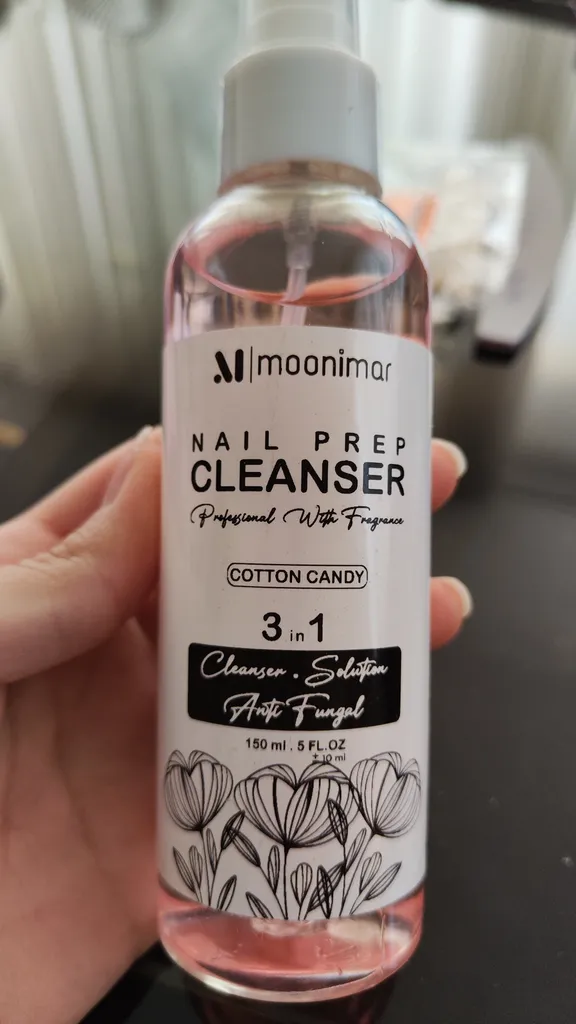 M|moonimar
NAIL PREP
CLEANSER
Professional With Fragrance
COTTON CANDY
3 in 1
Cleanser . Solution
Anti Fungal
150 ml . 5 FL.OZ
± 10 ml